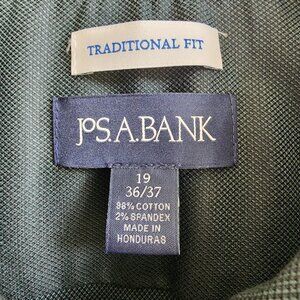 TRADITIONAL FIT
JOS.A.BANK
19
36/37
98% COTTON
2% SPANDEX
MADE IN
HONDURAS